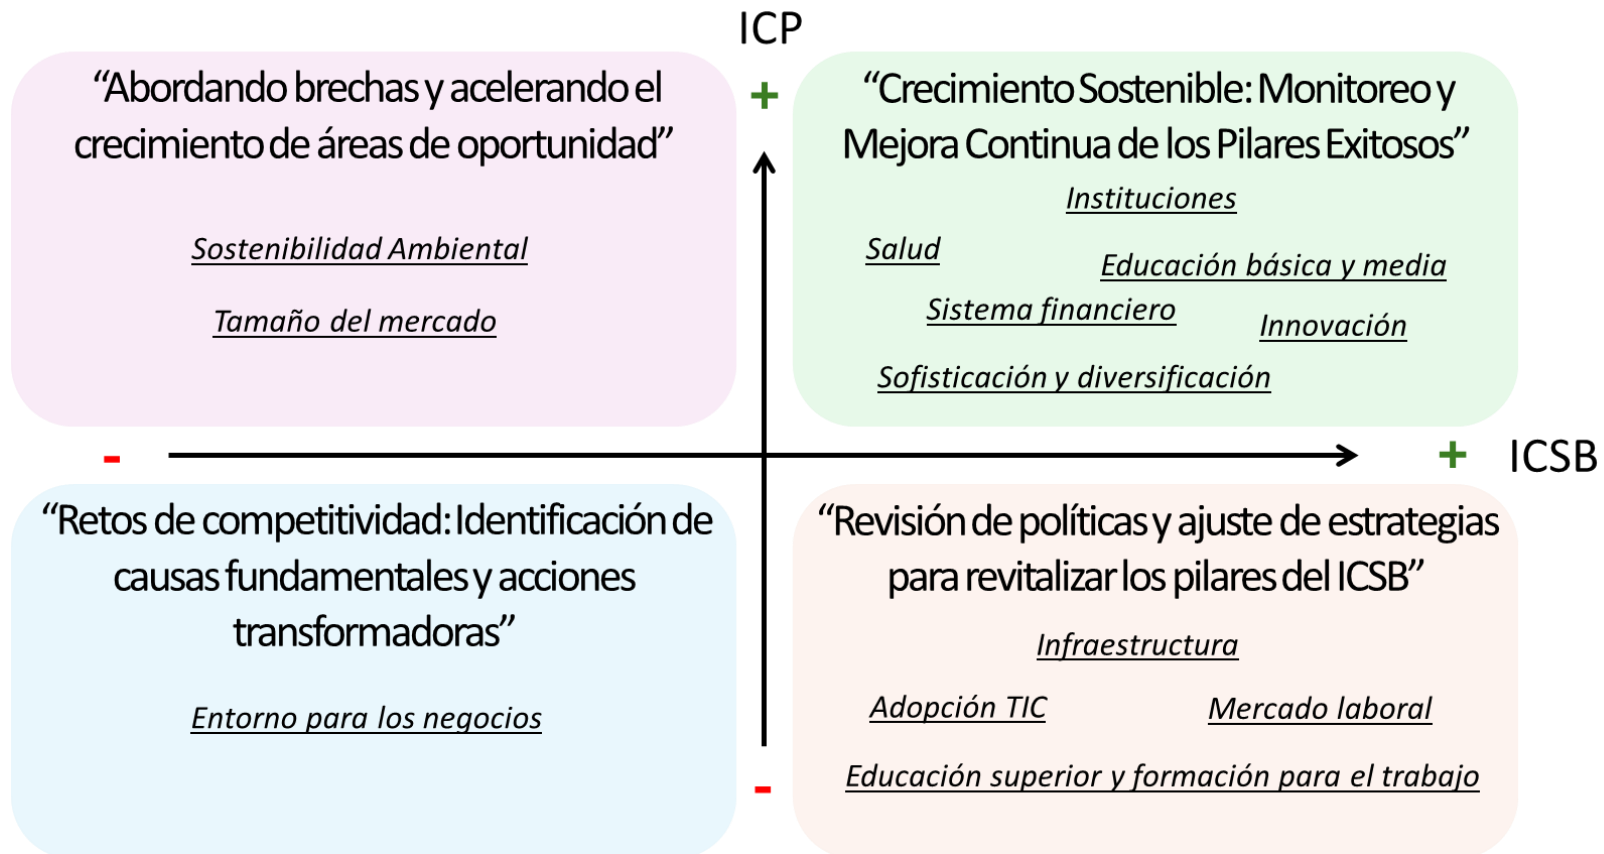 ICP
“Abordando brechas y acelerando el
crecimiento de áreas de oportunidad”
Sostenibilidad Ambiental
Tamaño del mercado
+
“Crecimiento Sostenible: Monitoreo y
Mejora Continua de los Pilares Exitosos”
Instituciones
Salud
Educación básica y media
Sistema financiero
Innovación
Sofisticación y diversificación
-
+ ICSB
“Retos de competitividad: Identificación de
causas fundamentales y acciones
transformadoras”
Entorno para los negocios
“Revisión de políticas y ajuste de estrategias
para revitalizar los pilares del ICSB”
Infraestructura
Adopción TIC
Mercado laboral
Educación superior y formación para el trabajo
-